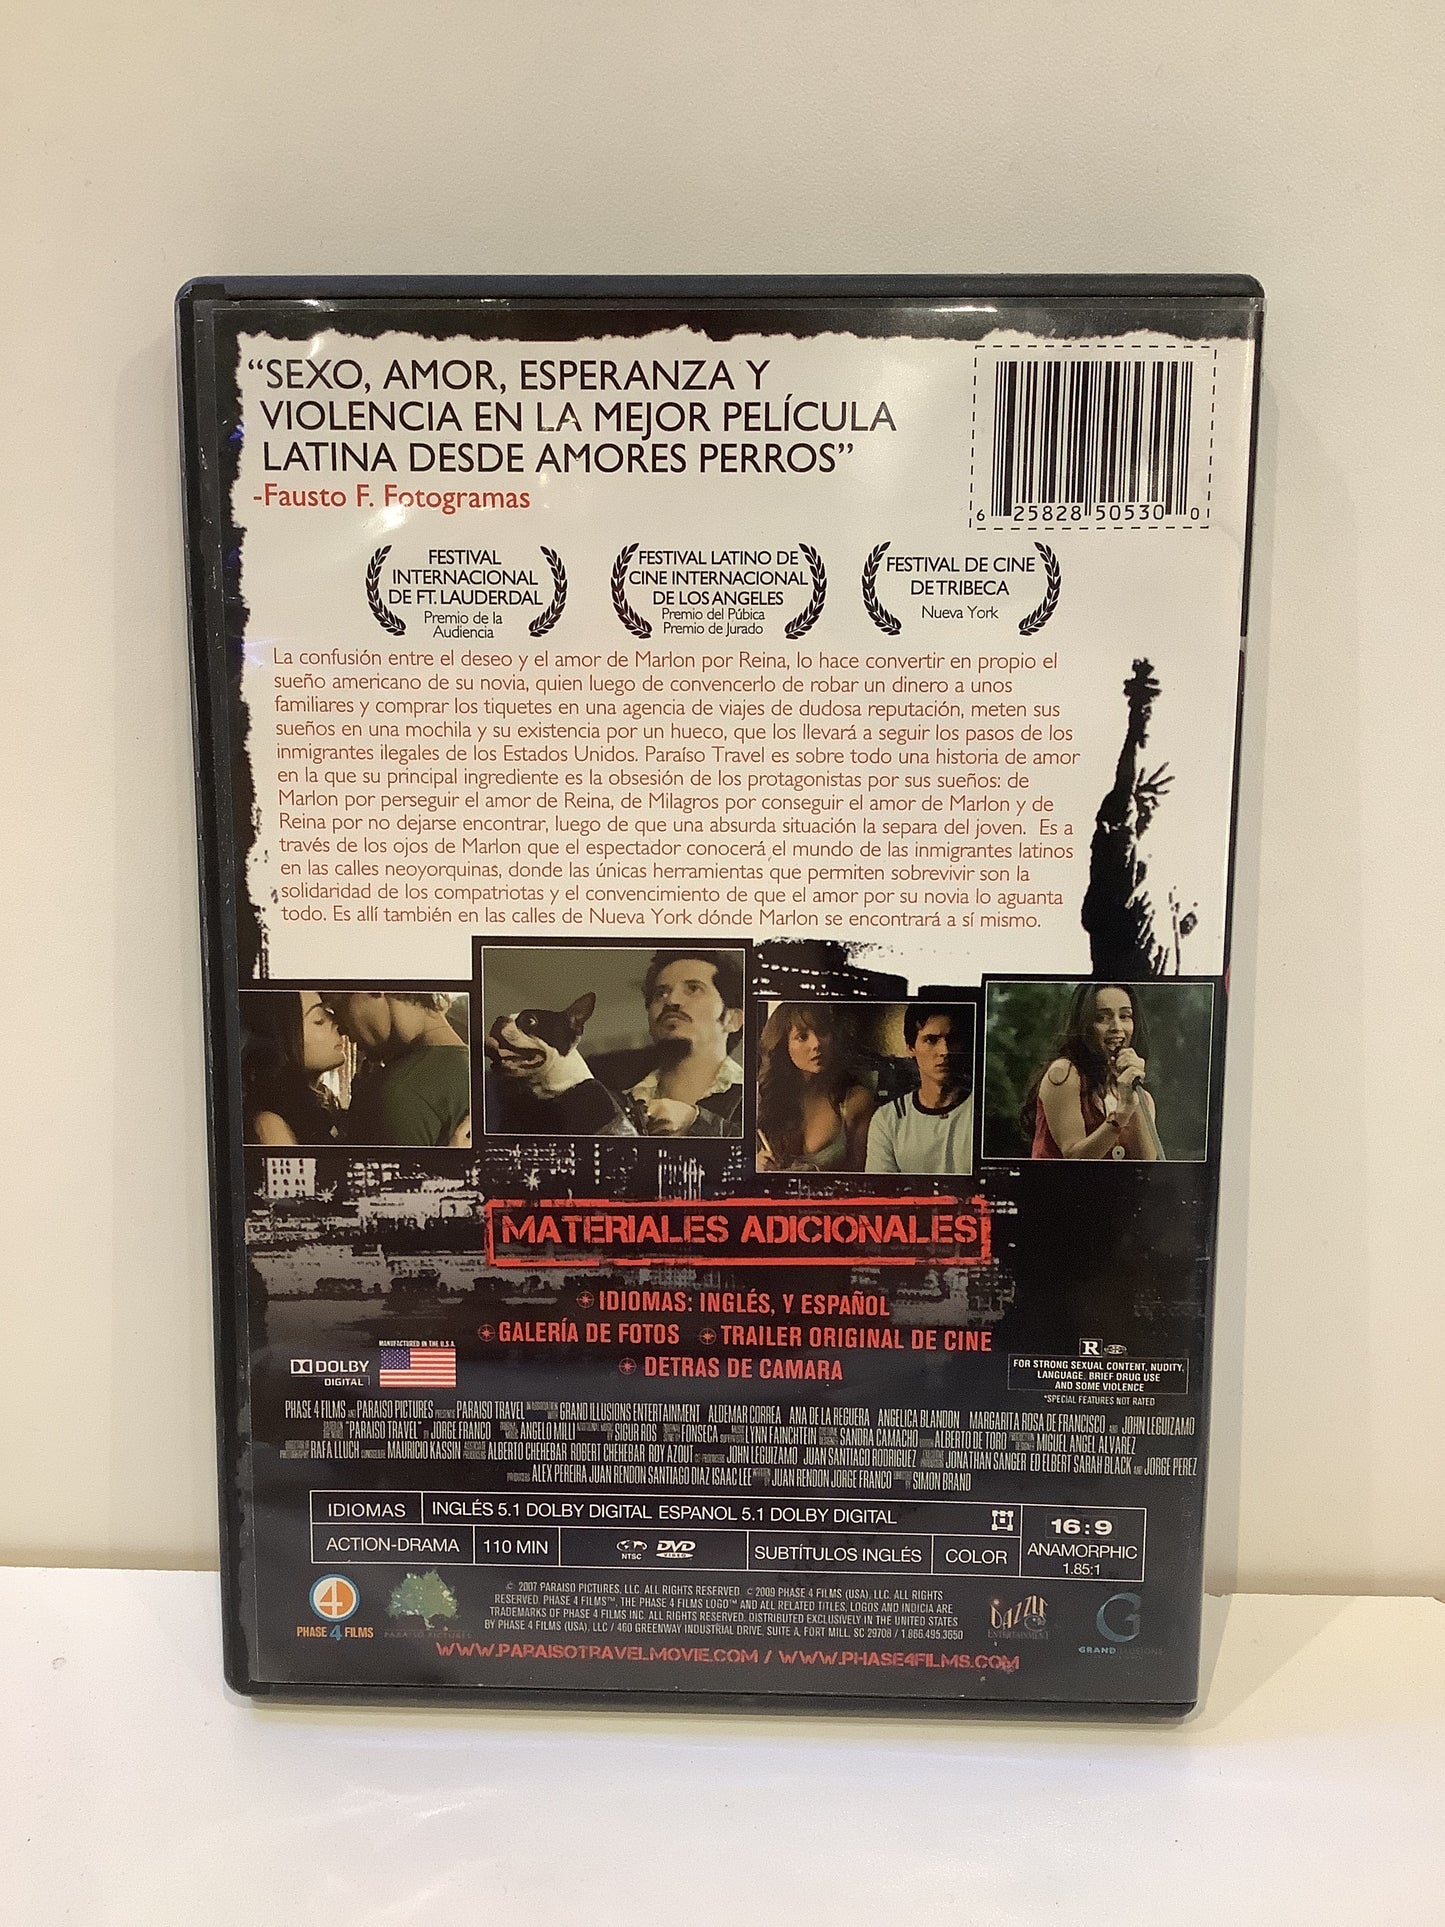 “SEXO, AMOR, ESPERANZA Y
VIOLENCIA EN LA MEJOR PELÍCULA
LATINA DESDE AMORES PERROS”
-Fausto F. Fotogramas
6 25828 50530 0
FESTIVAL
INTERNACIONAL
DE FT. LAUDERDAL
Premio de la
Audiencia
FESTIVAL LATINO DE
CINE INTERNACIONAL
DE LOS ANGELES
Premio del Púbica
Premio de Jurado
FESTIVAL DE CINE
DE TRIBECA
Nueva York
La confusión entre el deseo y el amor de Marlon por Reina, lo hace convertir en propio el
sueño americano de su novia, quien luego de convencerlo de robar un dinero a unos
familiares y comprar los tiquetes en una agencia de viajes de dudosa reputación, meten sus
sueños en una mochila y su existencia por un hueco, que los llevará a seguir los pasos de los
inmigrantes ilegales de los Estados Unidos. Paraíso Travel es sobre todo una historia de amor
en la que su principal ingrediente es la obsesión de los protagonistas por sus sueños: de
Marlon por perseguir el amor de Reina, de Milagros por conseguir el amor de Marlon y de
Reina por no dejarse encontrar, luego de que una absurda situación la separa del joven. Es a
través de los ojos de Marlon que el espectador conocerá el mundo de las inmigrantes latinos
en las calles neoyorquinas, donde las únicas herramientas que permiten sobrevivir son la
solidaridad de los compatriotas y el convencimiento de que el amor por su novia lo aguanta
todo. Es allí también en las calles de Nueva York dónde Marlon se encontrará a sí mismo.
MATERIALES ADICIONALES
IDIOMAS: INGLÉS, Y ESPAÑOL
GALERÍA DE FOTOS TRAILER ORIGINAL DE CINE
DETRAS DE CAMARA
DOLBY
DIGITAL
MANUFACTURED IN THE U.S.A.
R
FOR STRONG SEXUAL CONTENT, NUDITY,
LANGUAGE, BRIEF DRUG USE
AND SOME VIOLENCE
*SPECIAL FEATURES NOT RATED
PHASE 4 FILMS AND PARAISO PICTURES PRESENTS PARAISO TRAVEL IN ASSOCIATION WITH GRAND ILLUSIONS ENTERTAINMENT ALDEMAR CORREA ANA DE LA REGUERA ANGELICA BLANDON MARGARITA ROSA DE FRANCISCO AND JOHN LEGUIZAMO
PARAISO TRAVEL BY JORGE FRANCO ANGELO MILLI SIGUR ROS FONSECA LYNN FAINCHTEIN SANDRA CAMACHO ALBERTO DE TORO MIGUEL ANGEL ALVAREZ
RAFA LLUCH MAURICIO KASSIN ALBERTO CHEHEBAR ROBERT CHEHEBAR ROY AZOUT JOHN LEGUIZAMO JUAN SANTIAGO RODRIGUEZ JONATHAN SANGER ED ELBERT SARAH BLACK AND JORGE PEREZ
PRODUCERS ALEX PEREIRA JUAN RENDON SANTIAGO DIAZ ISAAC LEE JUAN RENDON JORGE FRANCO SIMON BRAND
IDIOMAS INGLÉS 5.1 DOLBY DIGITAL ESPANOL 5.1 DOLBY DIGITAL
ACTION-DRAMA 110 MIN NTSC DVD VIDEO SUBTÍTULOS INGLÉS COLOR
16:9
ANAMORPHIC
1.85:1
4
PHASE 4 FILMS
PARAISO PICTURES
© 2007 PARAISO PICTURES, LLC. ALL RIGHTS RESERVED. © 2009 PHASE 4 FILMS (USA), LLC. ALL RIGHTS
RESERVED. PHASE 4 FILMS™, THE PHASE 4 FILMS LOGO™ AND ALL RELATED TITLES, LOGOS AND INDICIA ARE
TRADEMARKS OF PHASE 4 FILMS INC. ALL RIGHTS RESERVED. DISTRIBUTED EXCLUSIVELY IN THE UNITED STATES
BY PHASE 4 FILMS (USA), LLC / 460 GREENWAY INDUSTRIAL DRIVE, SUITE A, FORT MILL, SC 29708 / 1.866.495.3650
DAZZLE
ENTERTAINMENT
G
GRANDILLUSIONS
WWW.PARAISOTRAVELMOVIE.COM / WWW.PHASE4FILMS.COM